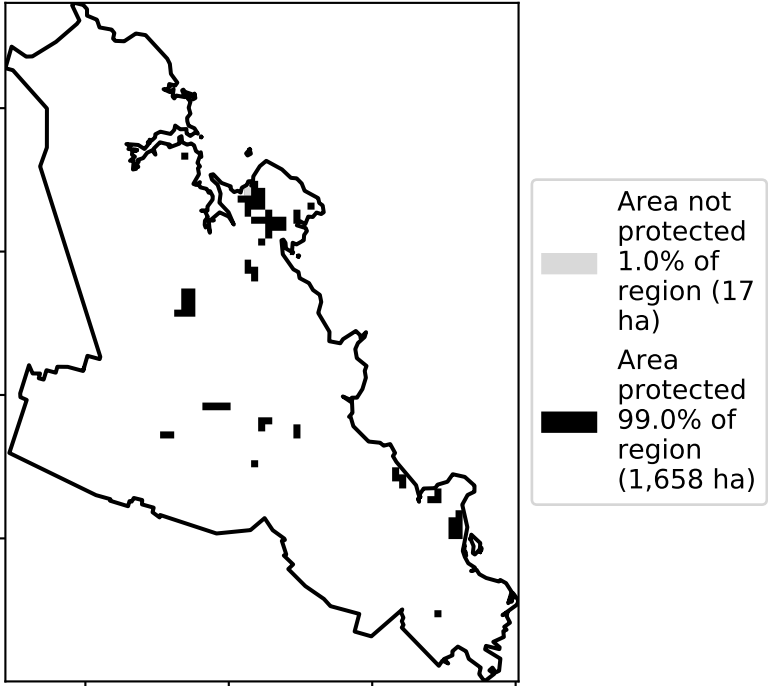 Area not
protected
1.0% of
region (17
ha)
Area
protected
99.0% of
region
(1,658 ha)